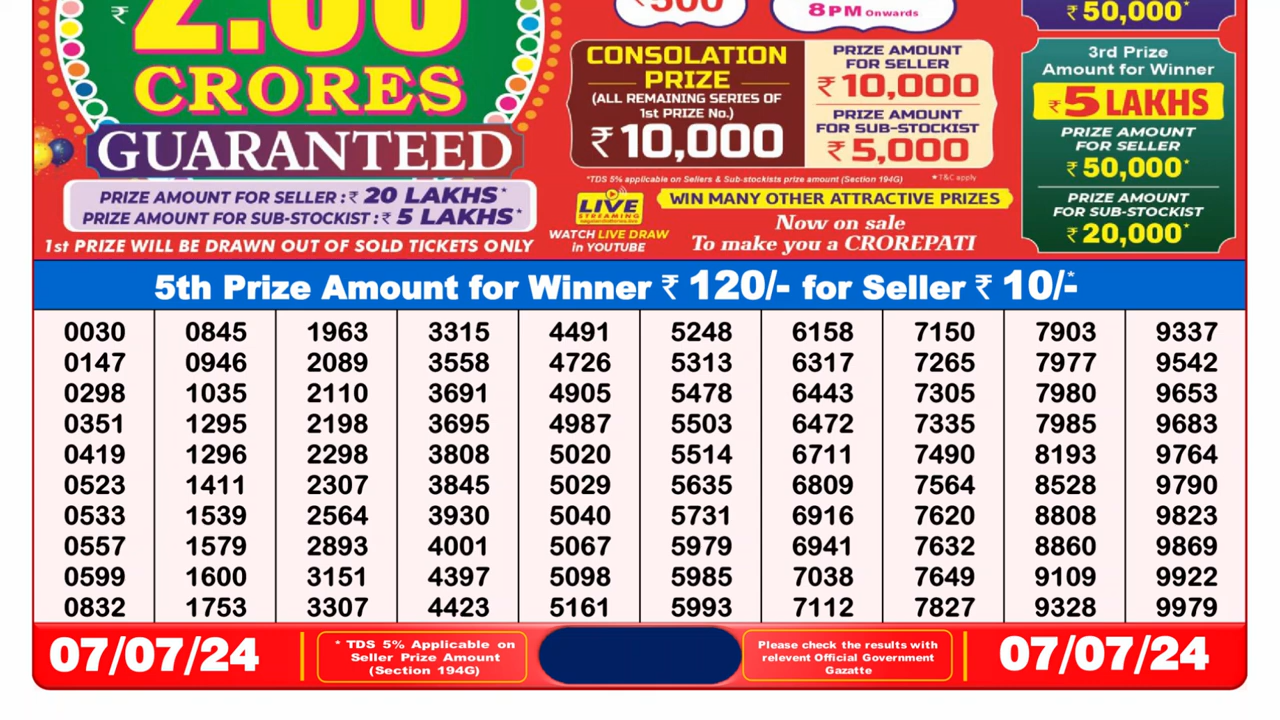 ₹ 2.00
CRORES
GUARANTEED
PRIZE AMOUNT FOR SELLER : ₹ 20 LAKHS*
PRIZE AMOUNT FOR SUB-STOCKIST : ₹ 5 LAKHS*
1st PRIZE WILL BE DRAWN OUT OF SOLD TICKETS ONLY
₹500
8PM Onwards
CONSOLATION
PRIZE
(ALL REMAINING SERIES OF
1st PRIZE No.)
₹ 10,000
PRIZE AMOUNT
FOR SELLER
₹ 10,000
PRIZE AMOUNT
FOR SUB-STOCKIST
₹ 5,000
*TDS 5% applicable on Sellers & Sub-stockists prize amount (Section 194G)
*T&C apply
LIVE
STREAMING
WATCH LIVE DRAW
in YOUTUBE
WIN MANY OTHER ATTRACTIVE PRIZES
Now on sale
To make you a CROREPATI
₹ 50,000*
3rd Prize
Amount for Winner
₹ 5 LAKHS
PRIZE AMOUNT
FOR SELLER
₹ 50,000*
PRIZE AMOUNT
FOR SUB-STOCKIST
₹ 20,000*
5th Prize Amount for Winner ₹ 120/- for Seller ₹ 10/-*
0030 0845 1963 3315 4491 5248 6158 7150 7903 9337
0147 0946 2089 3558 4726 5313 6317 7265 7977 9542
0298 1035 2110 3691 4905 5478 6443 7305 7980 9653
0351 1295 2198 3695 4987 5503 6472 7335 7985 9683
0419 1296 2298 3808 5020 5514 6711 7490 8193 9764
0523 1411 2307 3845 5029 5635 6809 7564 8528 9790
0533 1539 2564 3930 5040 5731 6916 7620 8808 9823
0557 1579 2893 4001 5067 5979 6941 7632 8860 9869
0599 1600 3151 4397 5098 5985 7038 7649 9109 9922
0832 1753 3307 4423 5161 5993 7112 7827 9328 9979
07/07/24
* TDS 5% Applicable on
Seller Prize Amount
(Section 194G)
Please check the results with
relevent Official Government
Gazatte
07/07/24